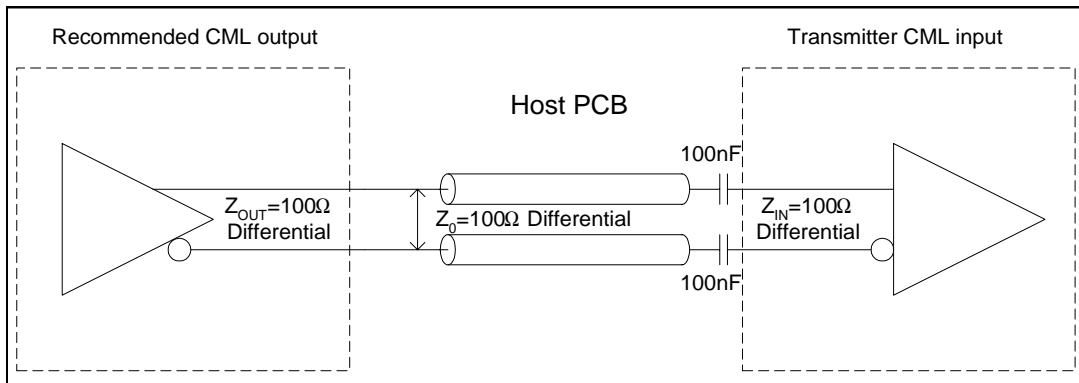 Recommended CML output
Transmitter CML input
Host PCB
100nF
Z_OUT=100Ω
Differential
Z_0=100Ω Differential
Z_IN=100Ω
Differential
100nF